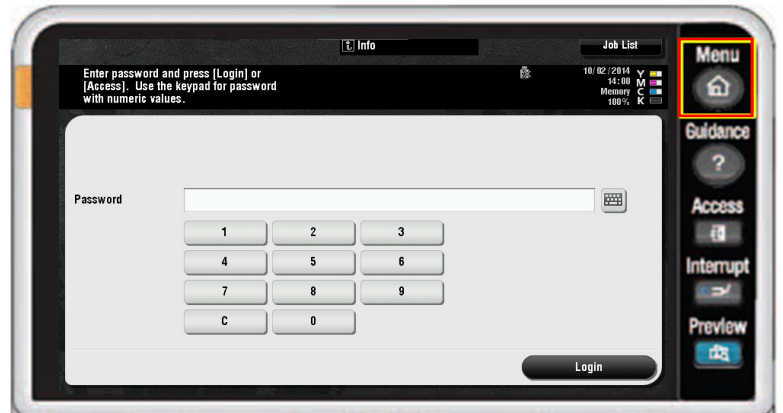 i Info
Job List
Enter password and press [Login] or
[Access]. Use the keypad for password
with numeric values.
10/02/2014
14:00
Memory
100%
Y
M
C
K
Password
1 2 3
4 5 6
7 8 9
C 0
Login
Menu
Guidance
?
Access
Interrupt
Preview